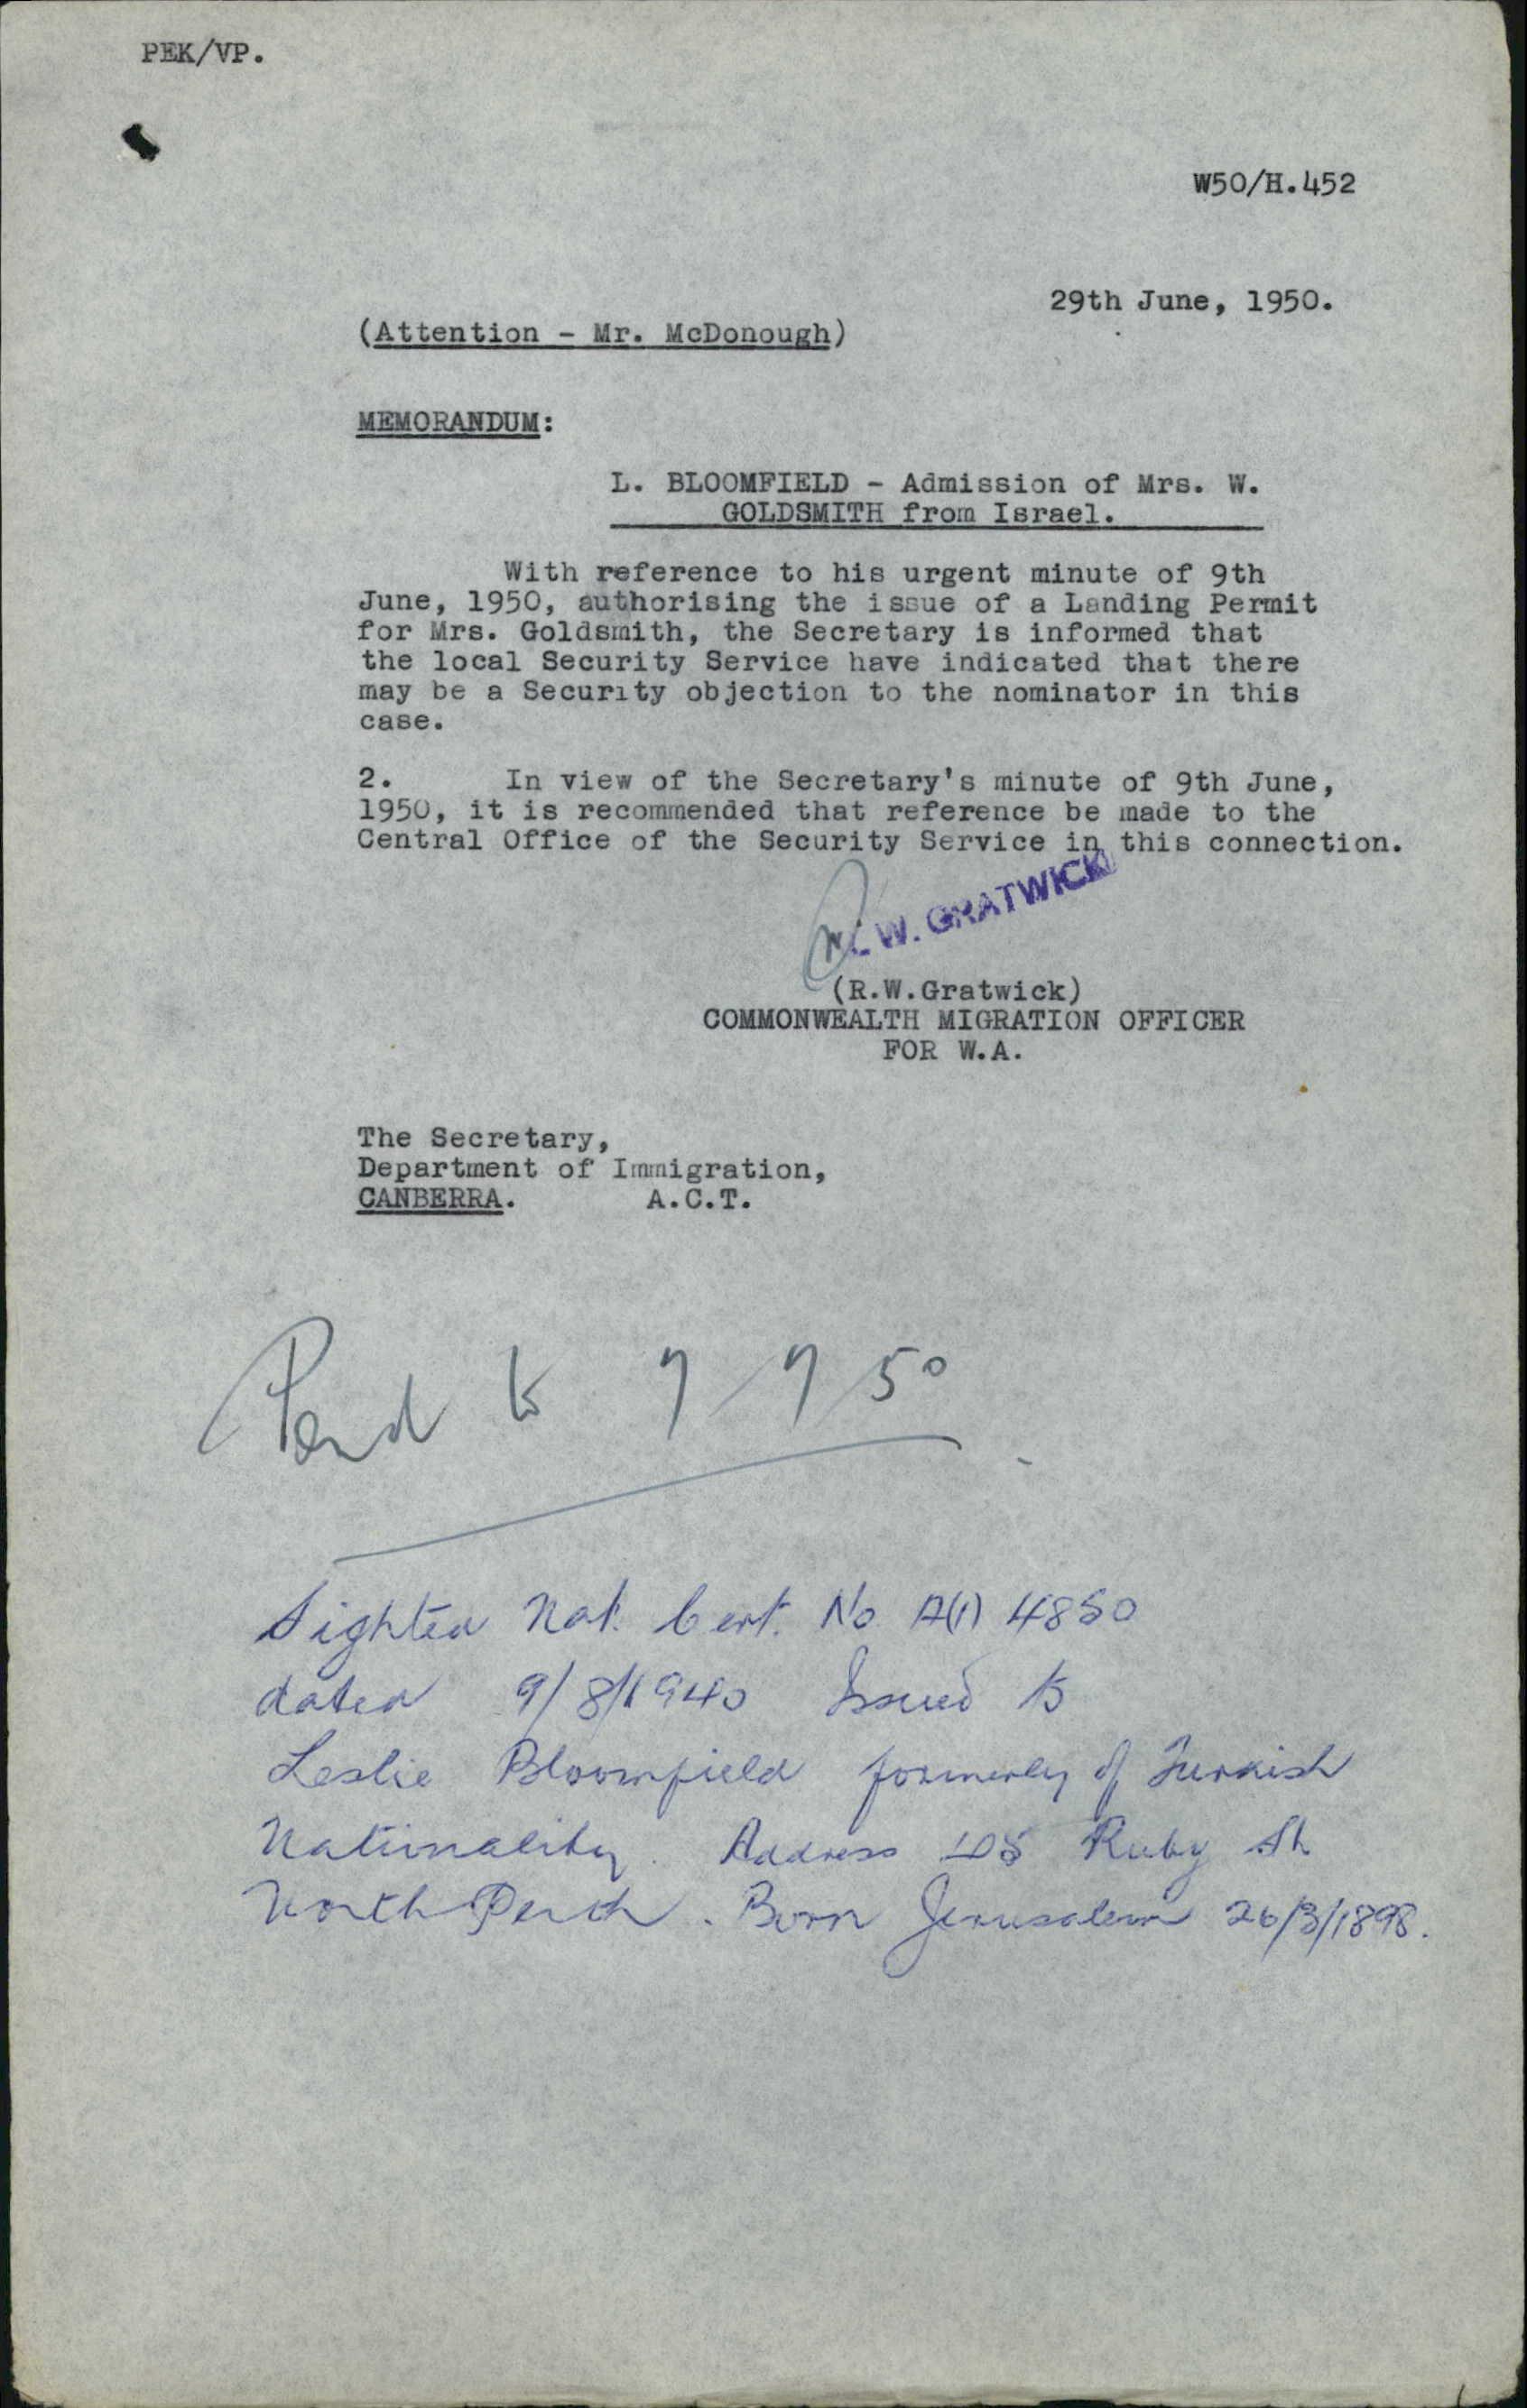 PEK/VP.
W50/H.452
29th June, 1950.
(Attention - Mr. McDonough)
MEMORANDUM:
L. BLOOMFIELD - Admission of Mrs. W.
GOLDSMITH from Israel.
With reference to his urgent minute of 9th
June, 1950, authorising the issue of a Landing Permit
for Mrs. Goldsmith, the Secretary is informed that
the local Security Service have indicated that there
may be a Security objection to the nominator in this
case.
2. In view of the Secretary's minute of 9th June,
1950, it is recommended that reference be made to the
Central Office of the Security Service in this connection.
R. W. GRATWICK
(R.W.Gratwick)
COMMONWEALTH MIGRATION OFFICER
FOR W.A.
The Secretary,
Department of Immigration,
CANBERRA. A.C.T.
Pend to 7/7/50
Sighted Nat. Cert. No A(1) 4850
dated 9/8/1940 Issued to
Leslie Bloomfield formerly of Turkish
Nationality. Address Ruby St
North Perth. Born Jerusalem 26/3/1898.